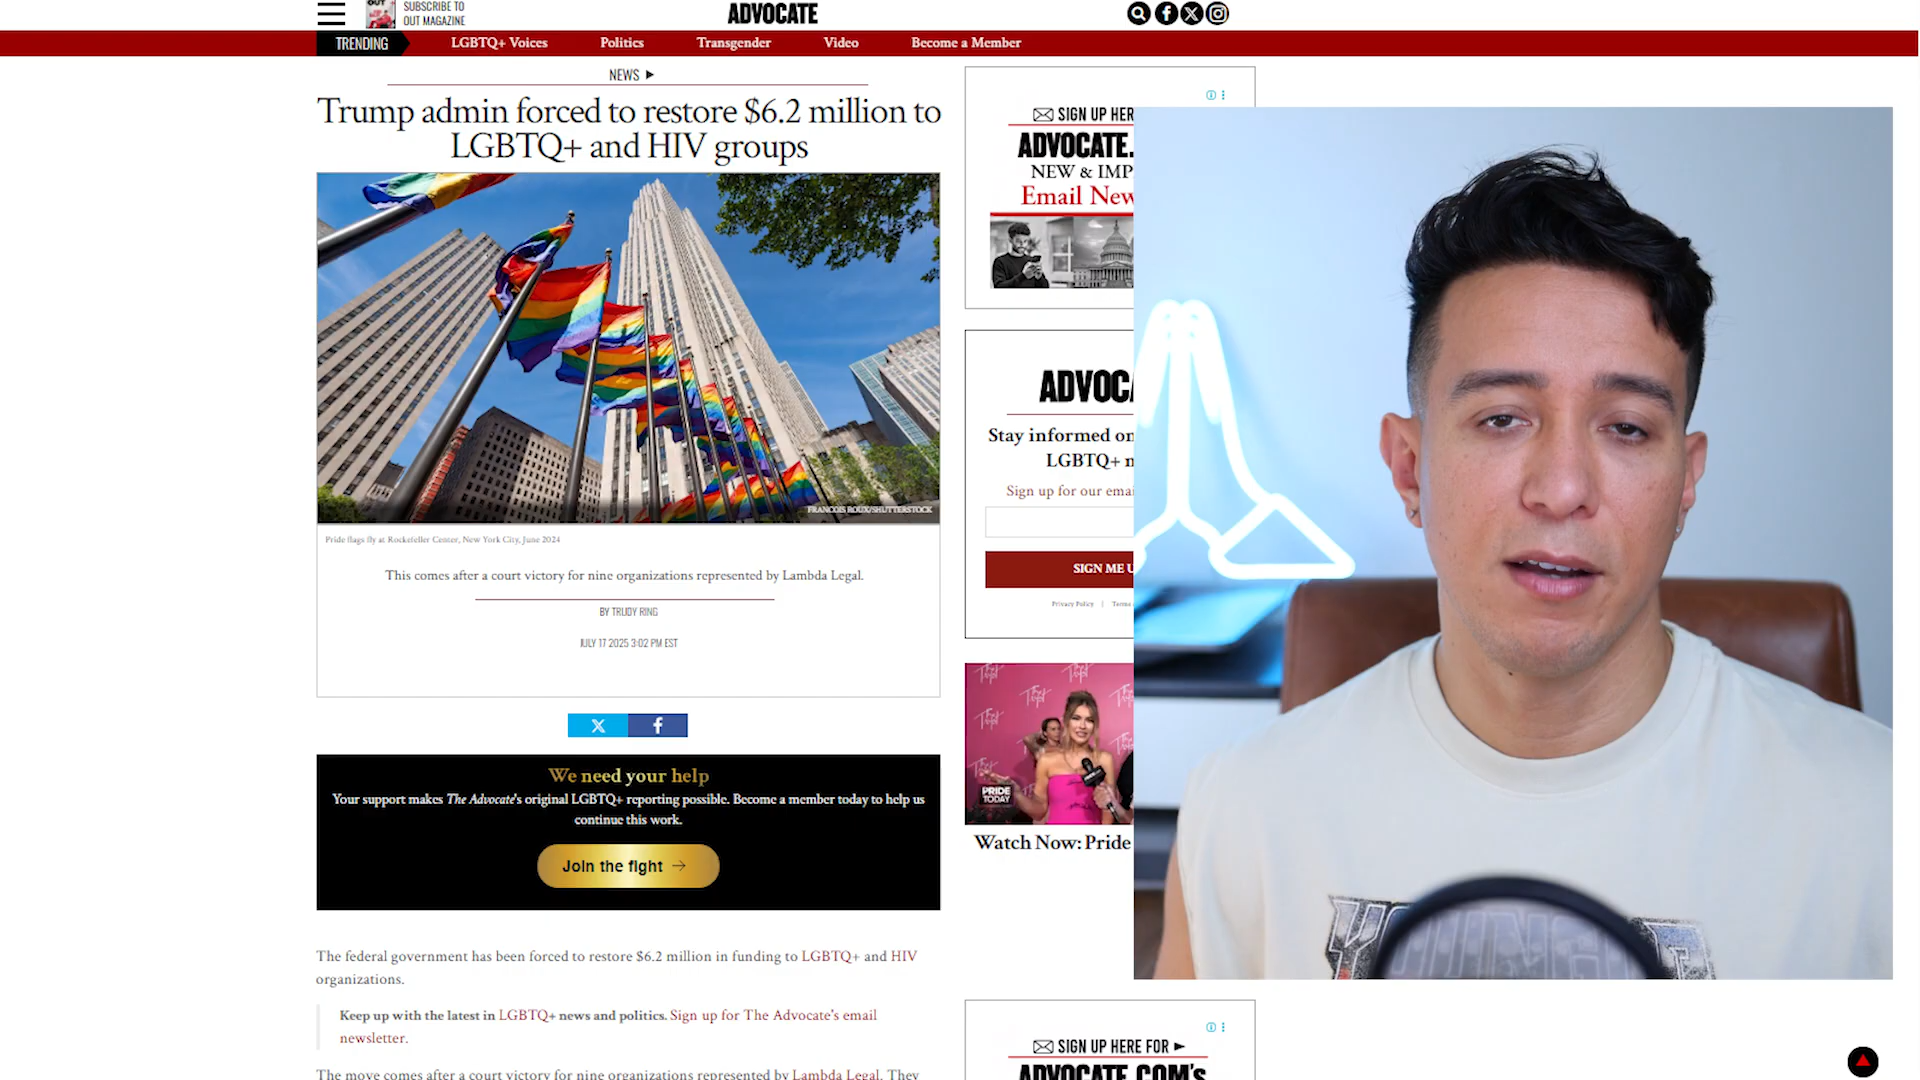 OUT
SUBSCRIBE TO
OUT MAGAZINE
ADVOCATE
TRENDING
LGBTQ+ Voices
Politics
Transgender
Video
Become a Member
NEWS
Trump admin forced to restore $6.2 million to
LGBTQ+ and HIV groups
FRANCOIS ROUX/SHUTTERSTOCK
Pride flags fly at Rockefeller Center, New York City, June 2024
This comes after a court victory for nine organizations represented by Lambda Legal.
BY TRUDY RING
JULY 17 2025 3:02 PM EST
We need your help
Your support makes The Advocate's original LGBTQ+ reporting possible. Become a member today to help us
continue this work.
Join the fight →
The federal government has been forced to restore $6.2 million in funding to LGBTQ+ and HIV
organizations.
Keep up with the latest in LGBTQ+ news and politics. Sign up for The Advocate's email
newsletter.
The move comes after a court victory for nine organizations represented by Lambda Legal. They
SIGN UP HER
ADVOCATE.
NEW & IMP
Email New
ADVOC
Stay informed on
LGBTQ+ n
Sign up for our emai
SIGN ME U
Privacy Policy | Terms
PRIDE
TODAY
Watch Now: Pride
SIGN UP HERE FOR
ADVOCATE.COM's